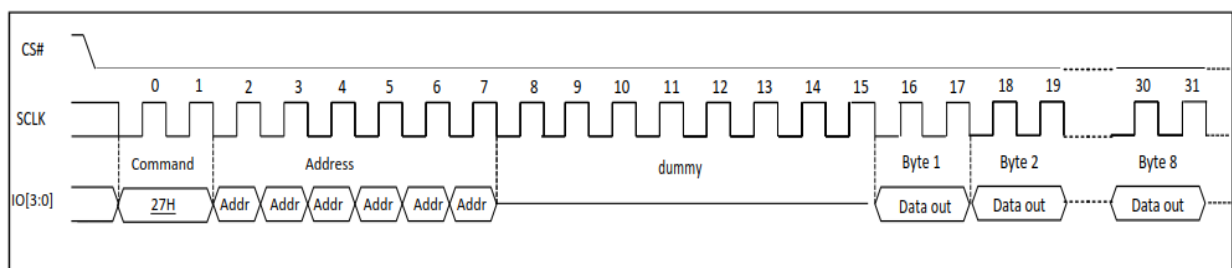 CS#
0 1 2 3 4 5 6 7 8 9 10 11 12 13 14 15 16 17 18 19 30 31
SCLK
Command Address dummy Byte 1 Byte 2 Byte 8
IO[3:0] 27H Addr Addr Addr Addr Addr Addr Data out Data out Data out